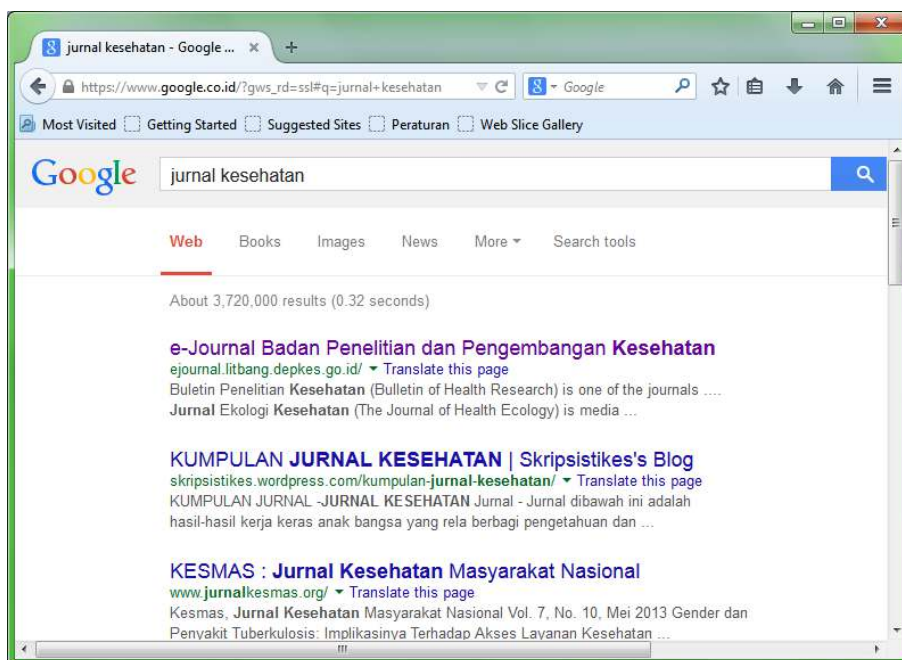 jurnal kesehatan - Google ...
https://www.google.co.id/?gws_rd=ssl#q=jurnal+kesehatan
Google
Most Visited Getting Started Suggested Sites Peraturan Web Slice Gallery
Google jurnal kesehatan
Web Books Images News More Search tools
About 3,720,000 results (0.32 seconds)
e-Journal Badan Penelitian dan Pengembangan Kesehatan
ejournal.litbang.depkes.go.id/ Translate this page
Buletin Penelitian Kesehatan (Bulletin of Health Research) is one of the journals ....
Jurnal Ekologi Kesehatan (The Journal of Health Ecology) is media ...
KUMPULAN JURNAL KESEHATAN | Skripsistikes's Blog
skripsistikes.wordpress.com/kumpulan-jurnal-kesehatan/ Translate this page
KUMPULAN JURNAL -JURNAL KESEHATAN Jurnal - Jurnal dibawah ini adalah
hasil-hasil kerja keras anak bangsa yang rela berbagi pengetahuan dan ...
KESMAS : Jurnal Kesehatan Masyarakat Nasional
www.jurnalkesmas.org/ Translate this page
Kesmas, Jurnal Kesehatan Masyarakat Nasional Vol. 7, No. 10, Mei 2013 Gender dan
Penyakit Tuberkulosis: Implikasinya Terhadap Akses Layanan Kesehatan ...